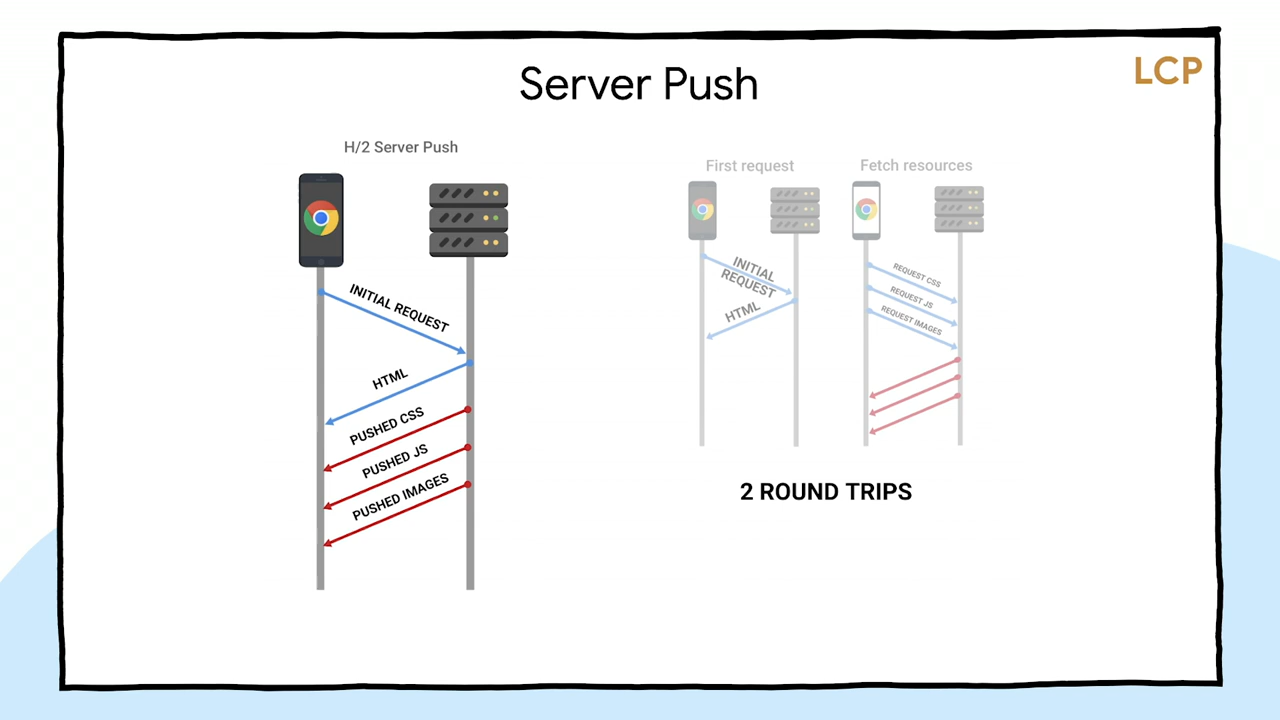 Server Push
LCP
H/2 Server Push
INITIAL REQUEST
HTML
PUSHED CSS
PUSHED JS
PUSHED IMAGES
First request
INITIAL
REQUEST
HTML
Fetch resources
REQUEST CSS
REQUEST JS
REQUEST IMAGES
2 ROUND TRIPS